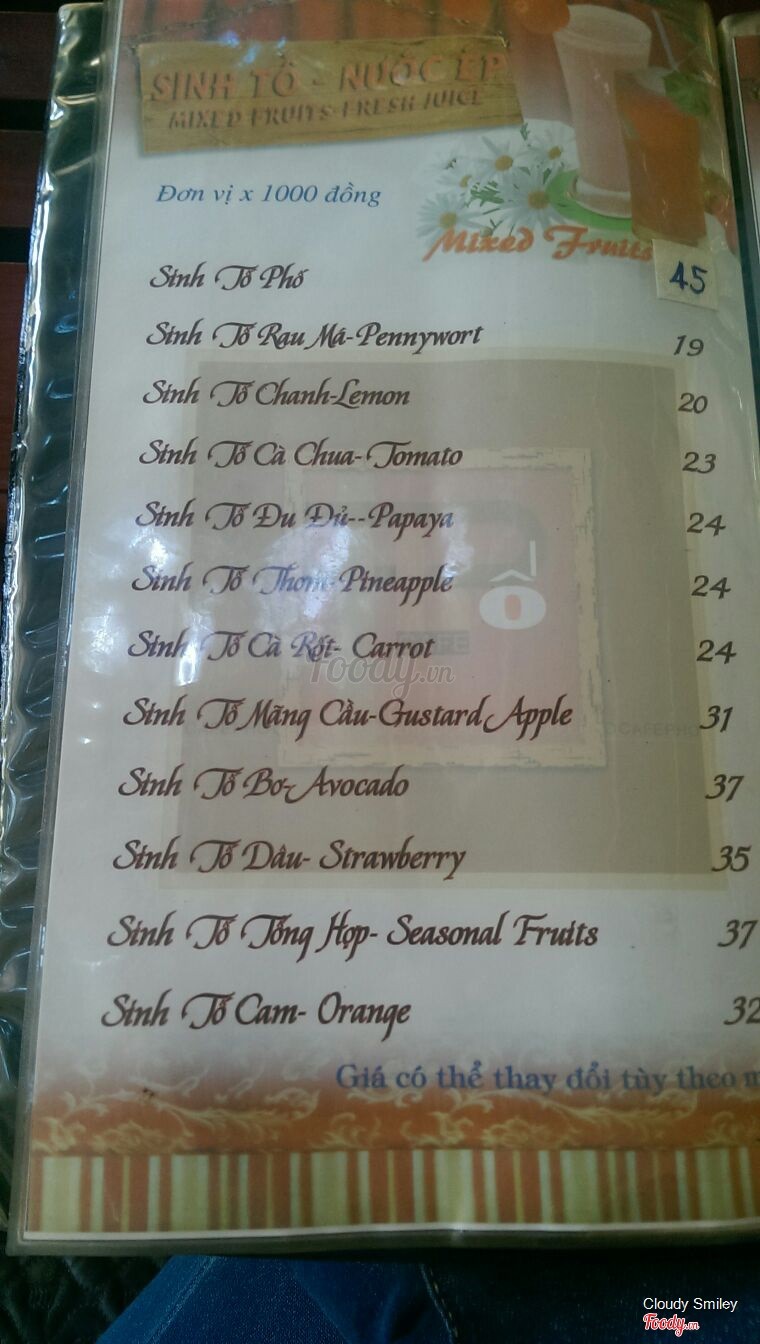 SINH TỐ - NƯỚC ÉP
MIXED FRUITS-FRESH JUICE
Đơn vị x 1000 đồng
Mixed Fruits
Sinh Tố Phố 45
Sinh Tố Rau Má-Pennywort 19
Sinh Tố Chanh-Lemon 20
Sinh Tố Cà Chua-Tomato 23
Sinh Tố Đu Đủ--Papaya 24
Sinh Tố Thơm-Pineapple 24
Sinh Tố Cà Rốt- Carrot 24
Foody.vn
Sinh Tố Mãng Cầu-Gustard Apple 31
Sinh Tố Bơ-Avocado 37
Sinh Tố Dâu- Strawberry 35
Sinh Tố Tổng Hợp- Seasonal Fruits 37
Sinh Tố Cam- Orange 32
Giá có thể thay đổi tùy theo m
Cloudy Smiley
Foody.vn